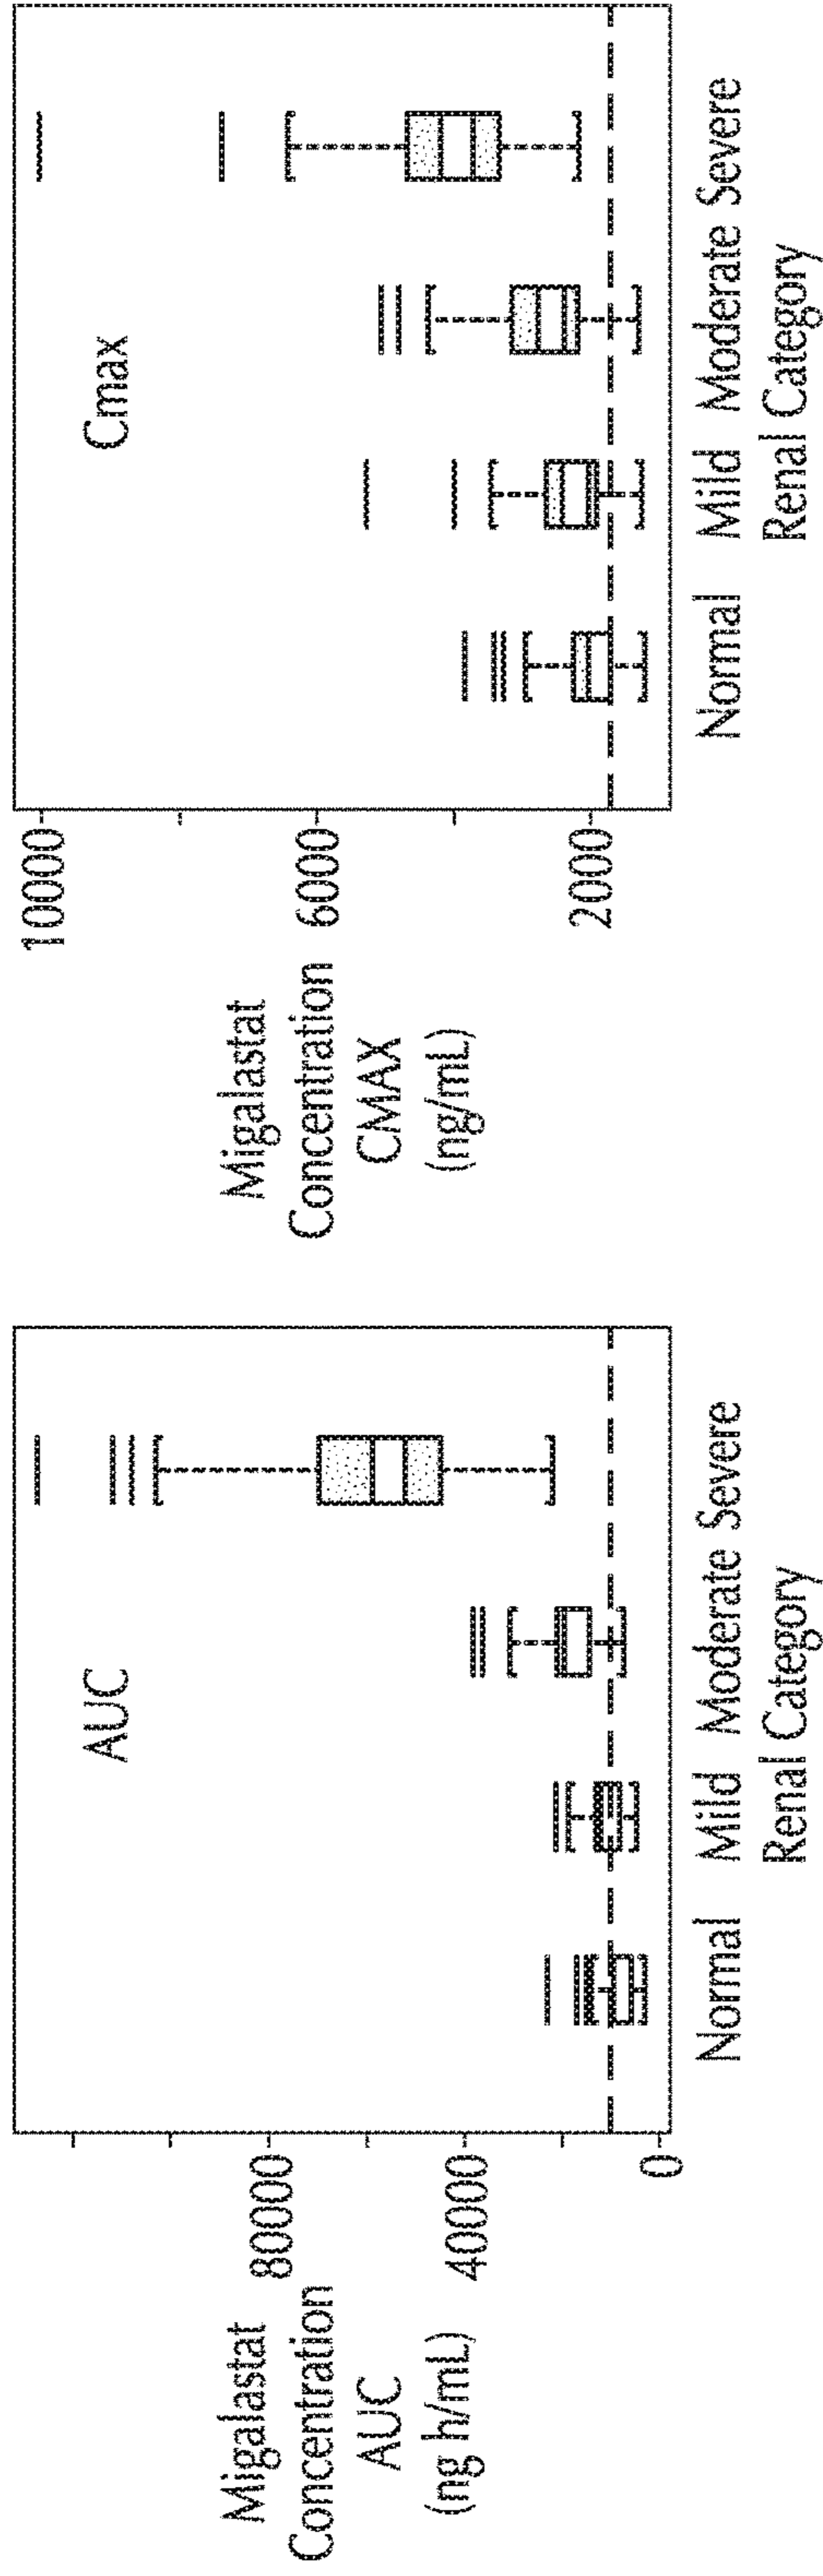 AUC
Migalastat
Concentration
AUC
(ng h/mL)
80000
40000
0
Normal Mild Moderate Severe
Renal Category
Cmax
Migalastat
Concentration
CMAX
(ng/mL)
10000
6000
2000
Normal Mild Moderate Severe
Renal Category